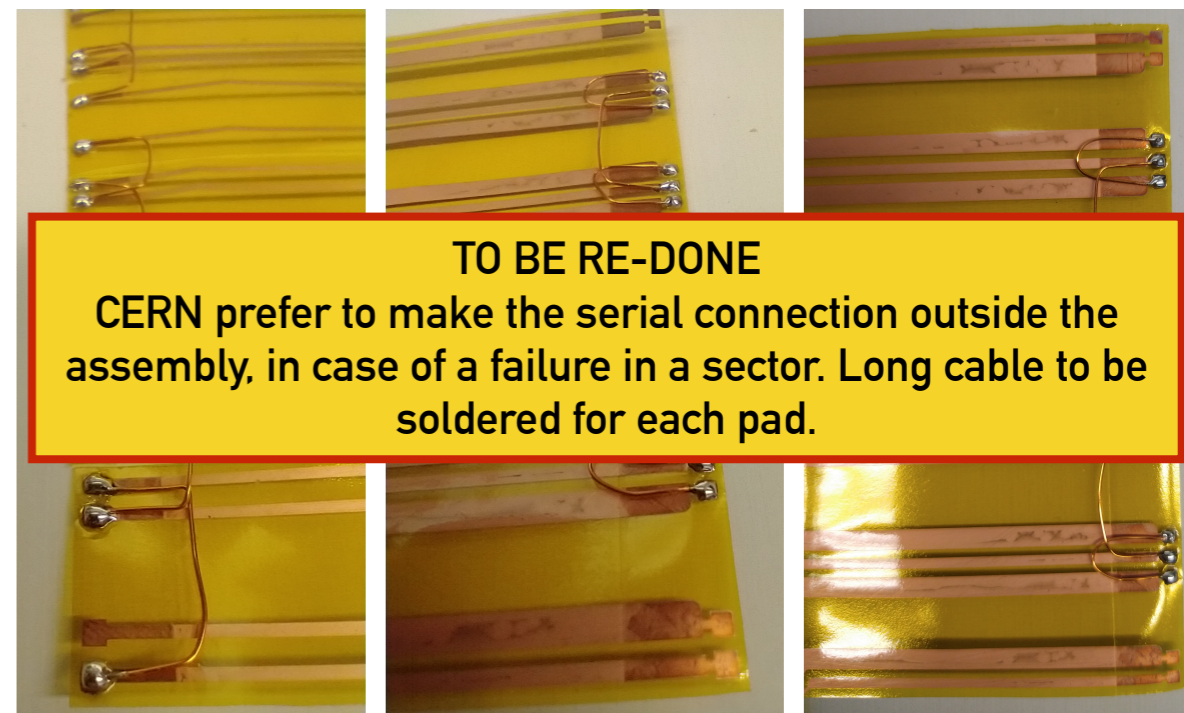 TO BE RE-DONE
CERN prefer to make the serial connection outside the
assembly, in case of a failure in a sector. Long cable to be
soldered for each pad.